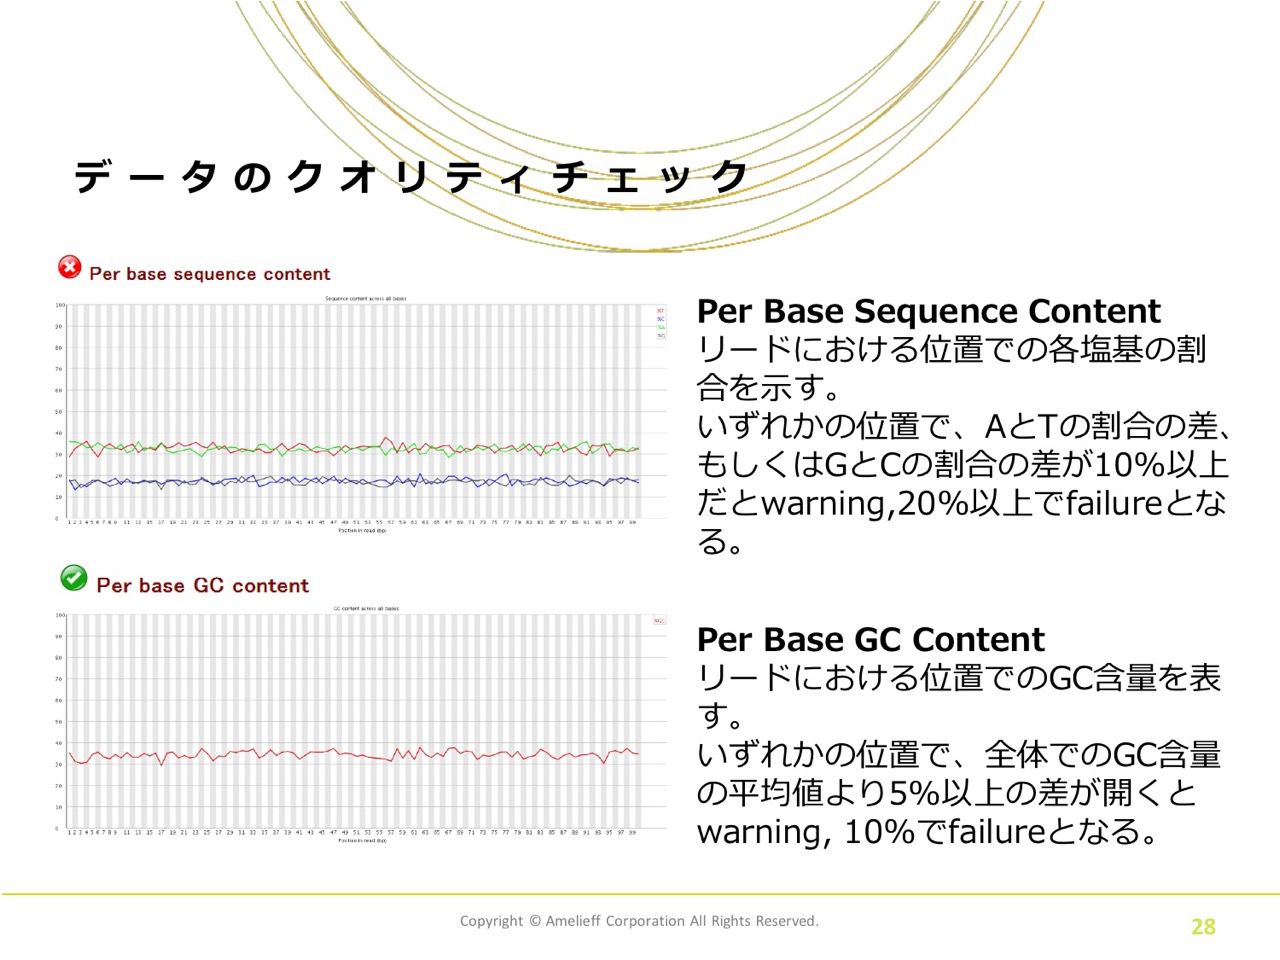 データのクオリティチェック
Per base sequence content
Sequence content across all bases
%T
%C
%A
%G
100
90
80
70
60
50
40
30
20
10
0
1 2 3 4 5 6 7 8 9 11 13 15 17 19 21 23 25 27 29 31 33 35 37 39 41 43 45 47 49 51 53 55 57 59 61 63 65 67 69 71 73 75 77 79 81 83 85 87 89 91 93 95 97 99
Position in read (bp)
Per Base Sequence Content
リードにおける位置での各塩基の割
合を示す。
いずれかの位置で、AとTの割合の差、
もしくはGとCの割合の差が10%以上
だとwarning,20%以上でfailureとな
る。
Per base GC content
GC content across all bases
%GC
100
90
80
70
60
50
40
30
20
10
0
1 2 3 4 5 6 7 8 9 11 13 15 17 19 21 23 25 27 29 31 33 35 37 39 41 43 45 47 49 51 53 55 57 59 61 63 65 67 69 71 73 75 77 79 81 83 85 87 89 91 93 95 97 99
Position in read (bp)
Per Base GC Content
リードにおける位置でのGC含量を表
す。
いずれかの位置で、全体でのGC含量
の平均値より5%以上の差が開くと
warning, 10%でfailureとなる。
Copyright © Amelieff Corporation All Rights Reserved.
28